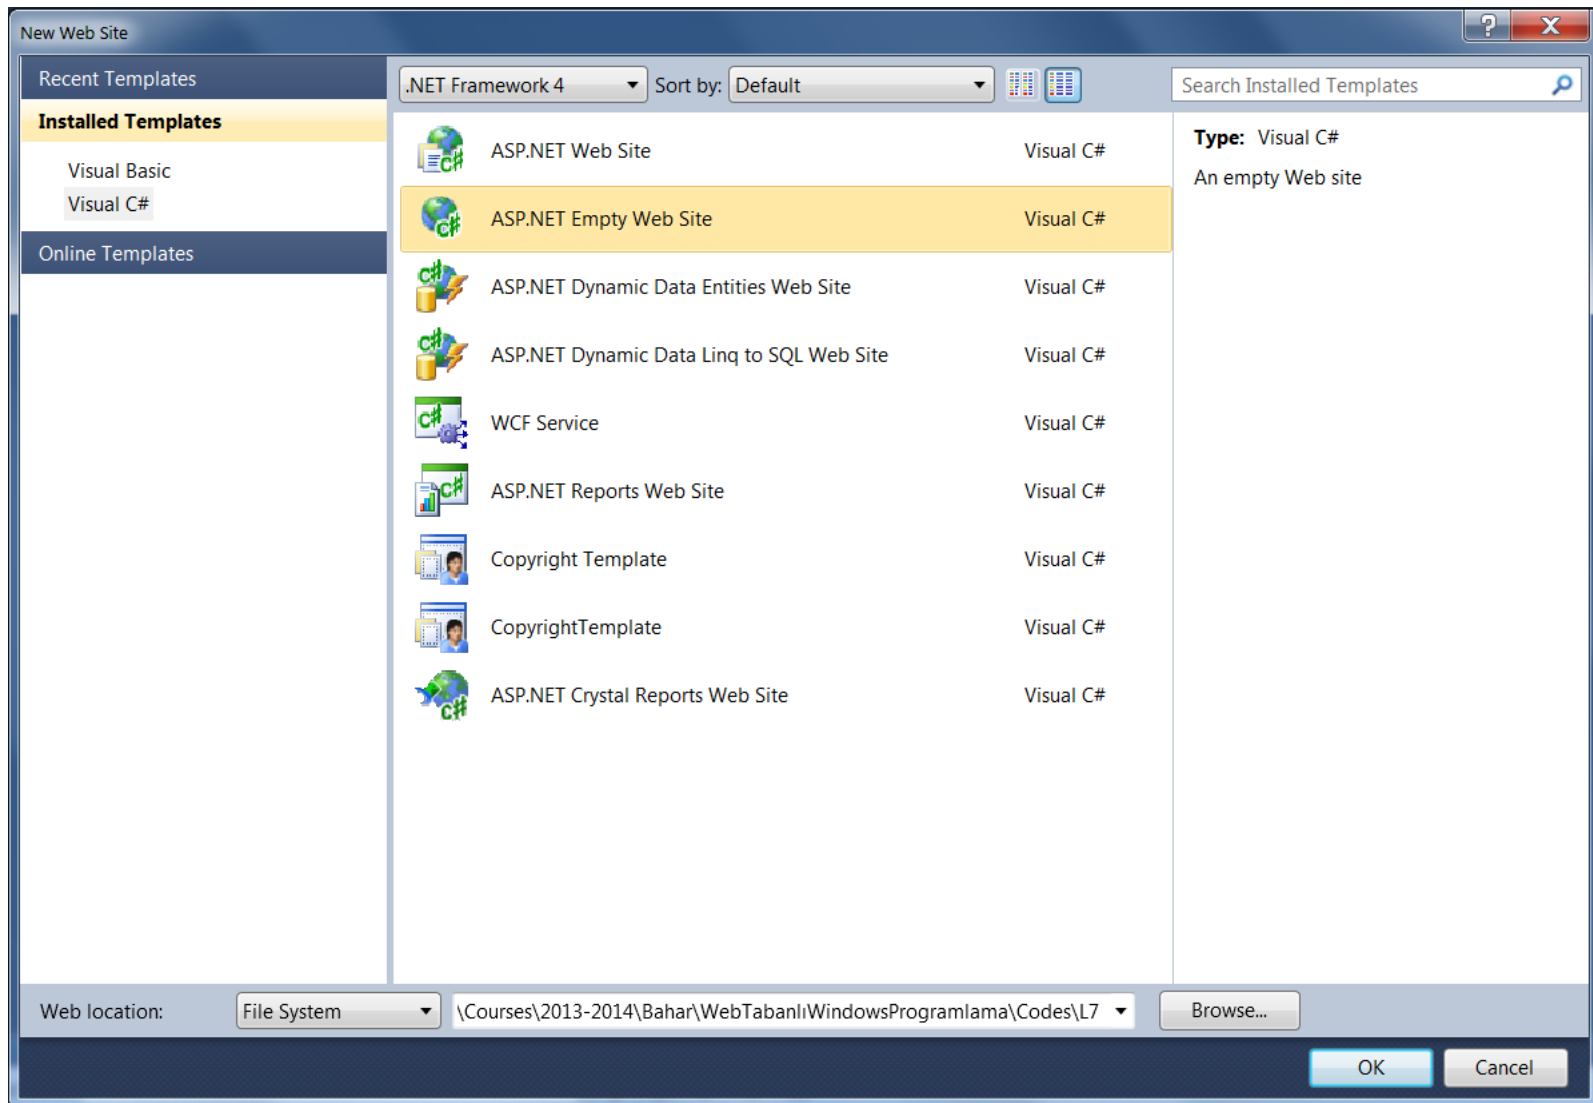 New Web Site
?
X
Recent Templates
Installed Templates
Visual Basic
Visual C#
Online Templates
.NET Framework 4
Sort by: Default
Search Installed Templates
ASP.NET Web Site Visual C#
ASP.NET Empty Web Site Visual C#
ASP.NET Dynamic Data Entities Web Site Visual C#
ASP.NET Dynamic Data Linq to SQL Web Site Visual C#
WCF Service Visual C#
ASP.NET Reports Web Site Visual C#
Copyright Template Visual C#
CopyrightTemplate Visual C#
ASP.NET Crystal Reports Web Site Visual C#
Type: Visual C#
An empty Web site
Web location: File System \Courses\2013-2014\Bahar\WebTabanlıWindowsProgramlama\Codes\L7 Browse...
OK Cancel